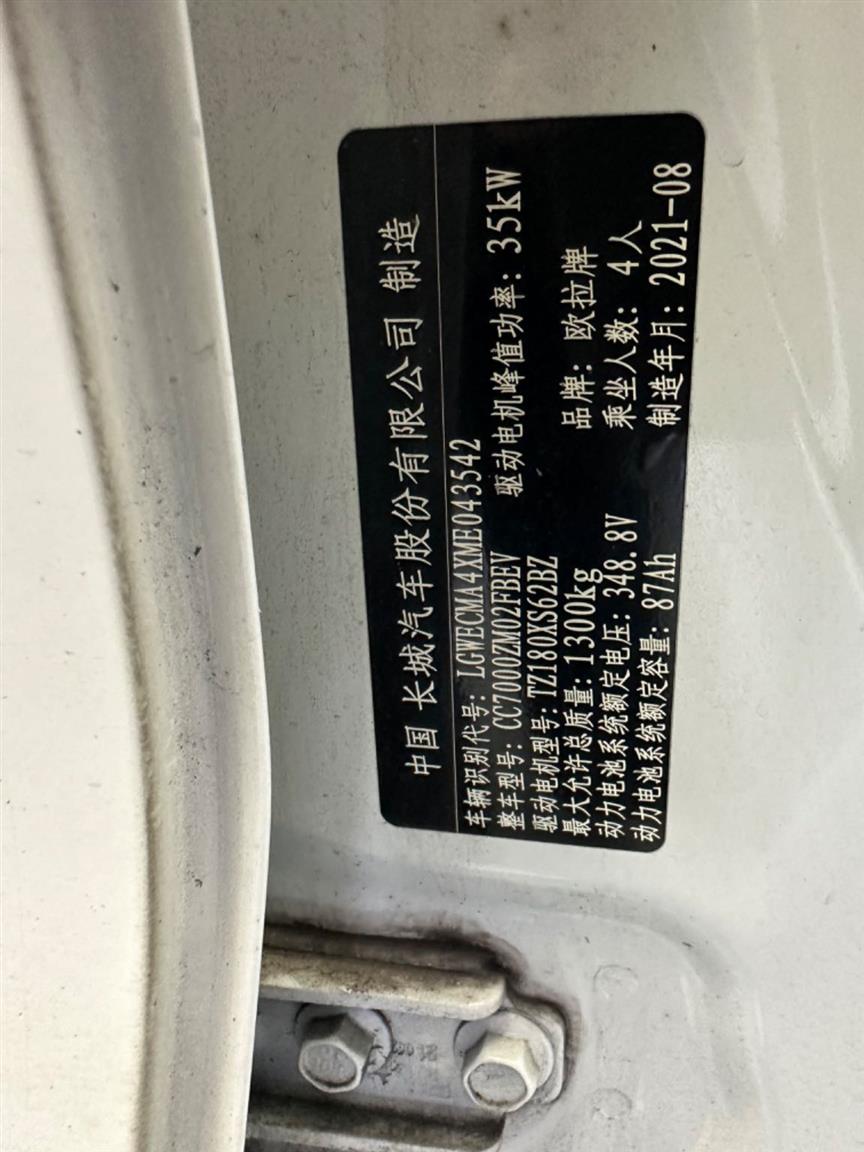 中国 长城汽车股份有限公司 制造
车辆识别代号: LGWECMA4XME043542
整车型号: CC7000ZM02FBEV
驱动电机型号: TZ180XS62BZ 驱动电机峰值功率: 35kW
最大允许总质量: 1300kg 品牌: 欧拉牌
动力电池系统额定电压: 348.8V 乘坐人数: 4人
动力电池系统额定容量: 87Ah 制造年月: 2021-08